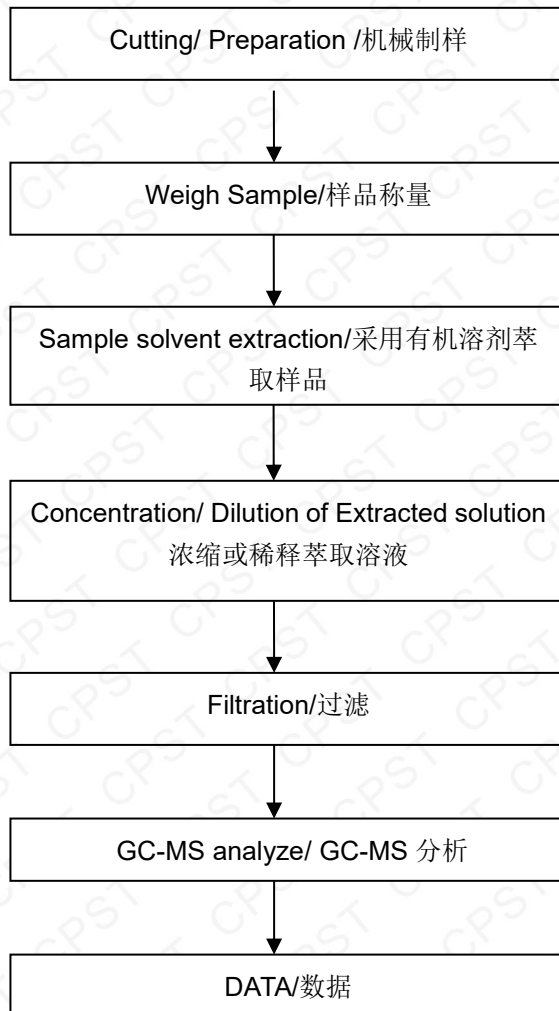 Cutting/ Preparation /机械制样
Weigh Sample/样品称量
Sample solvent extraction/采用有机溶剂萃
取样品
Concentration/ Dilution of Extracted solution
浓缩或稀释萃取溶液
Filtration/过滤
GC-MS analyze/ GC-MS 分析
DATA/数据